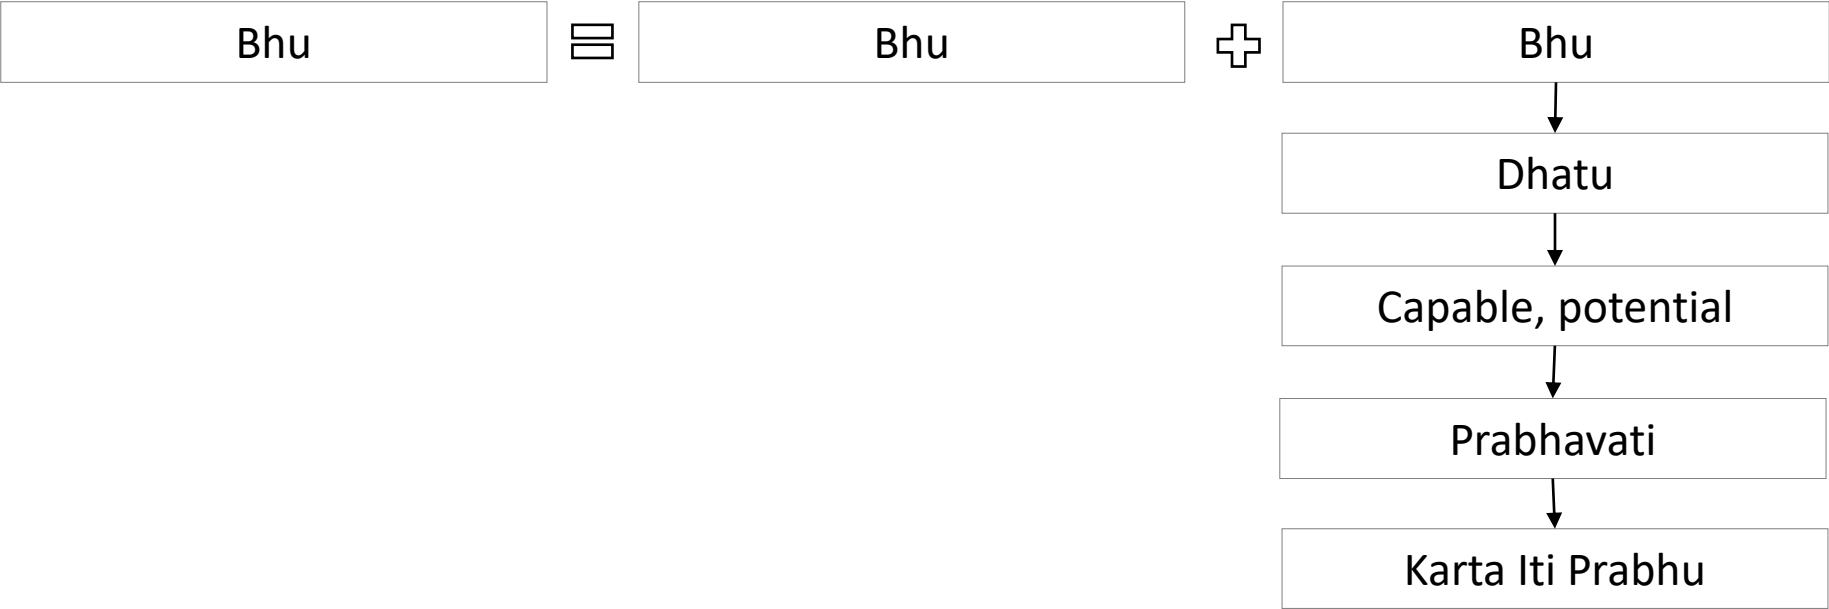 Bhu = Bhu + Bhu
Dhatu
Capable, potential
Prabhavati
Karta Iti Prabhu